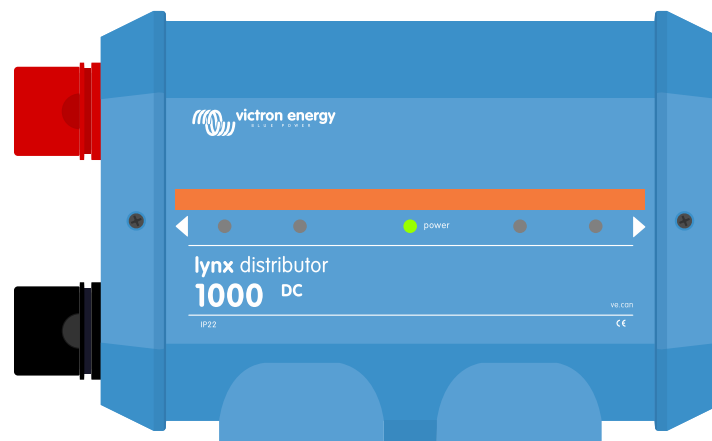 victron energy
BLUE POWER
power
lynx distributor
1000 DC
ve.can
IP22
CE